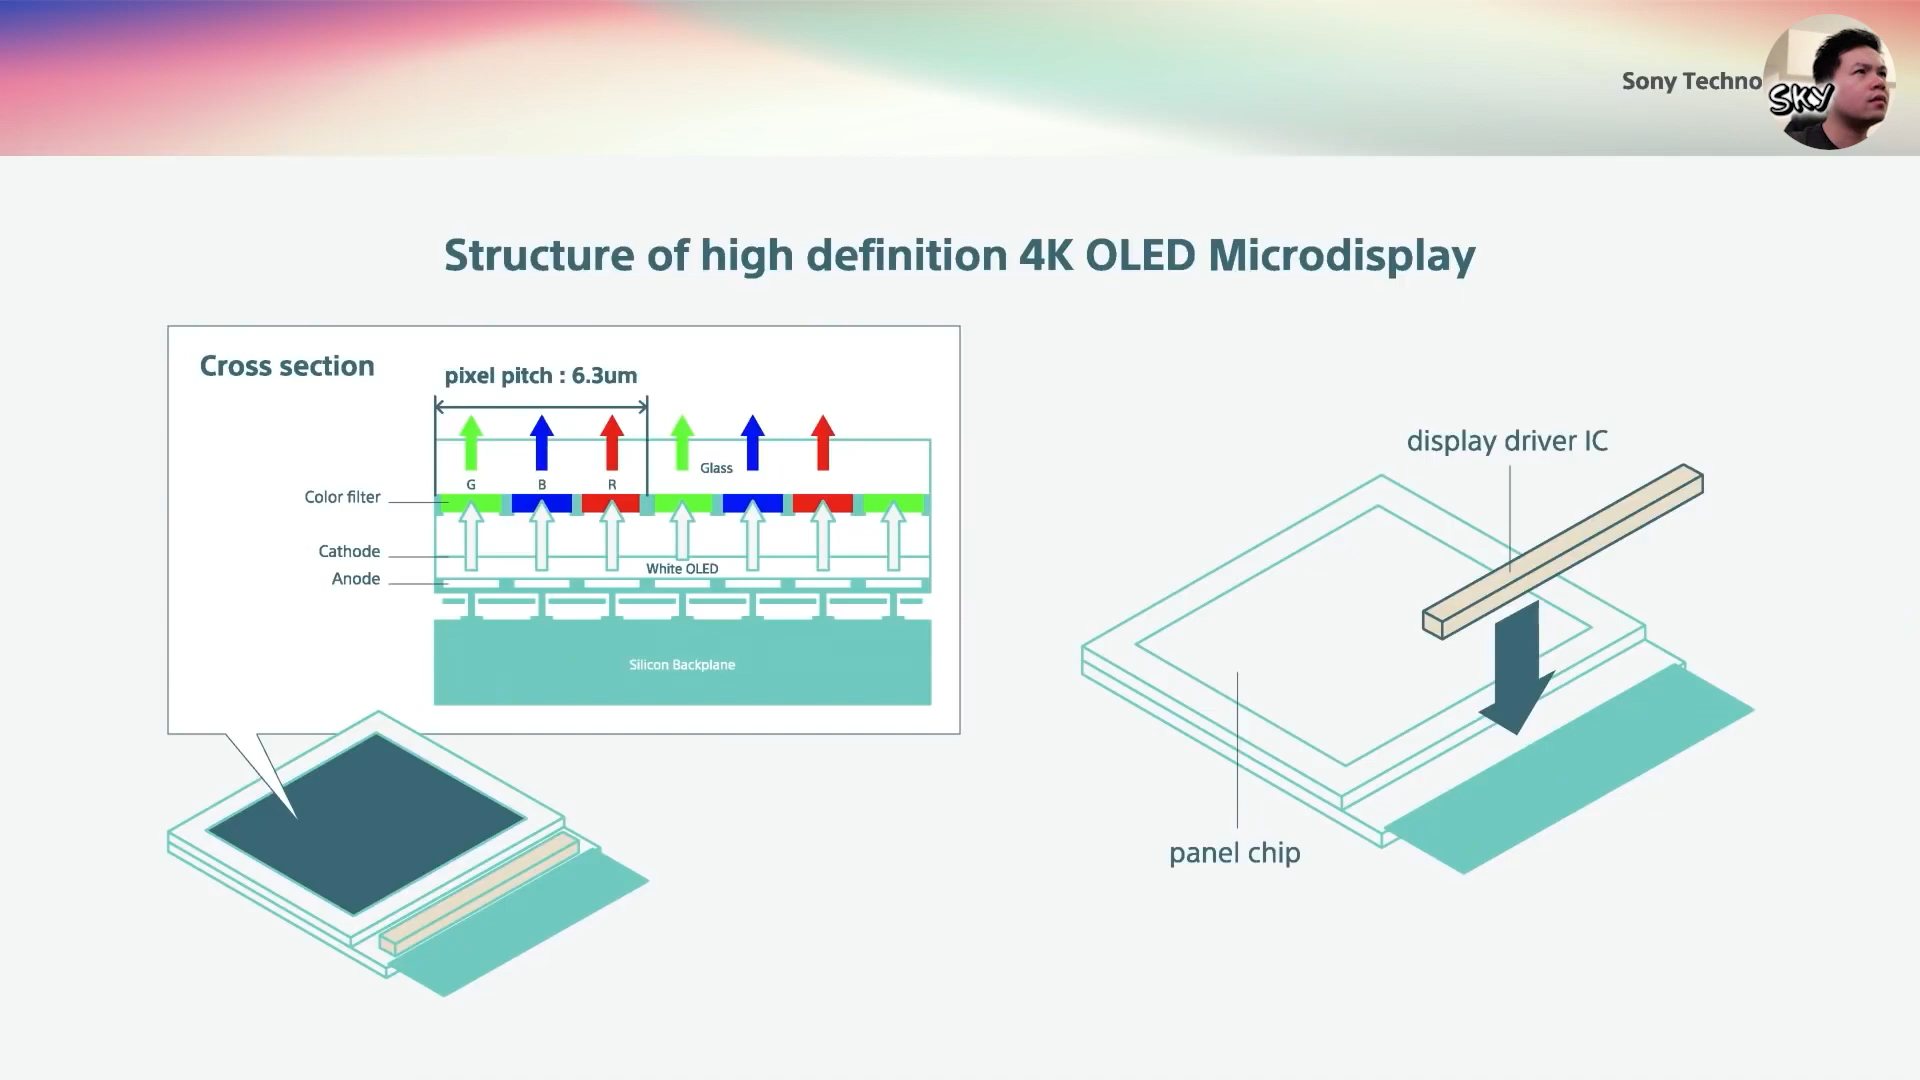 Sony Techno
SKY
Structure of high definition 4K OLED Microdisplay
Cross section
pixel pitch : 6.3um
Glass
G B R
Color filter
Cathode
White OLED
Anode
Silicon Backplane
display driver IC
panel chip